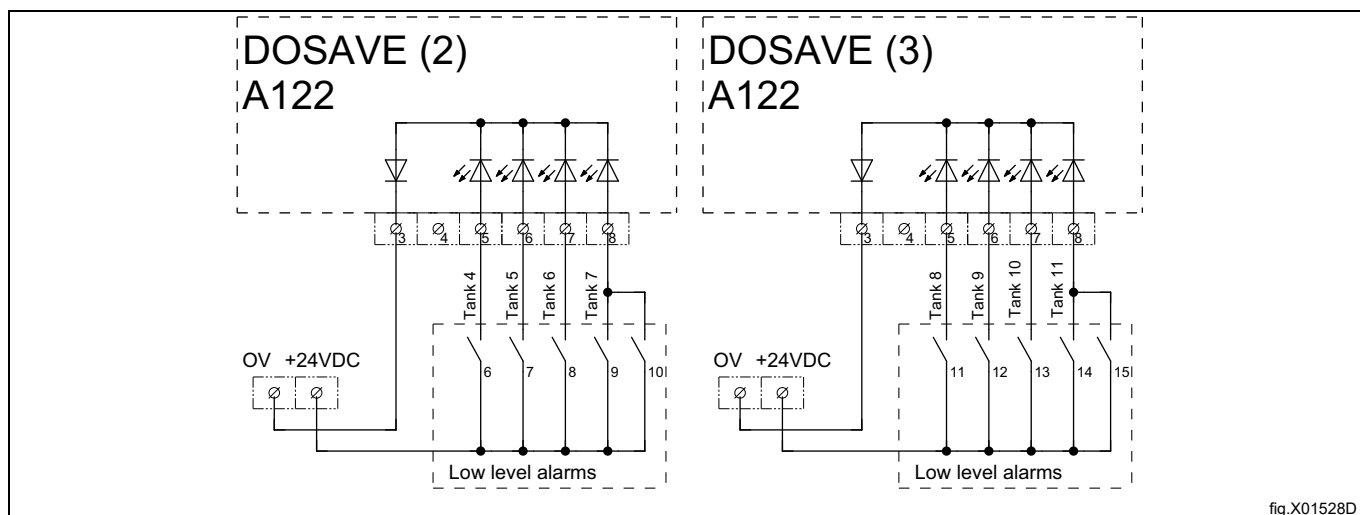 DOSAVE (2)
A122
3 4 5 6 7 8
Tank 4
Tank 5
Tank 6
Tank 7
OV +24VDC
6 7 8 9 10
Low level alarms
DOSAVE (3)
A122
3 4 5 6 7 8
Tank 8
Tank 9
Tank 10
Tank 11
OV +24VDC
11 12 13 14 15
Low level alarms
fig.X01528D